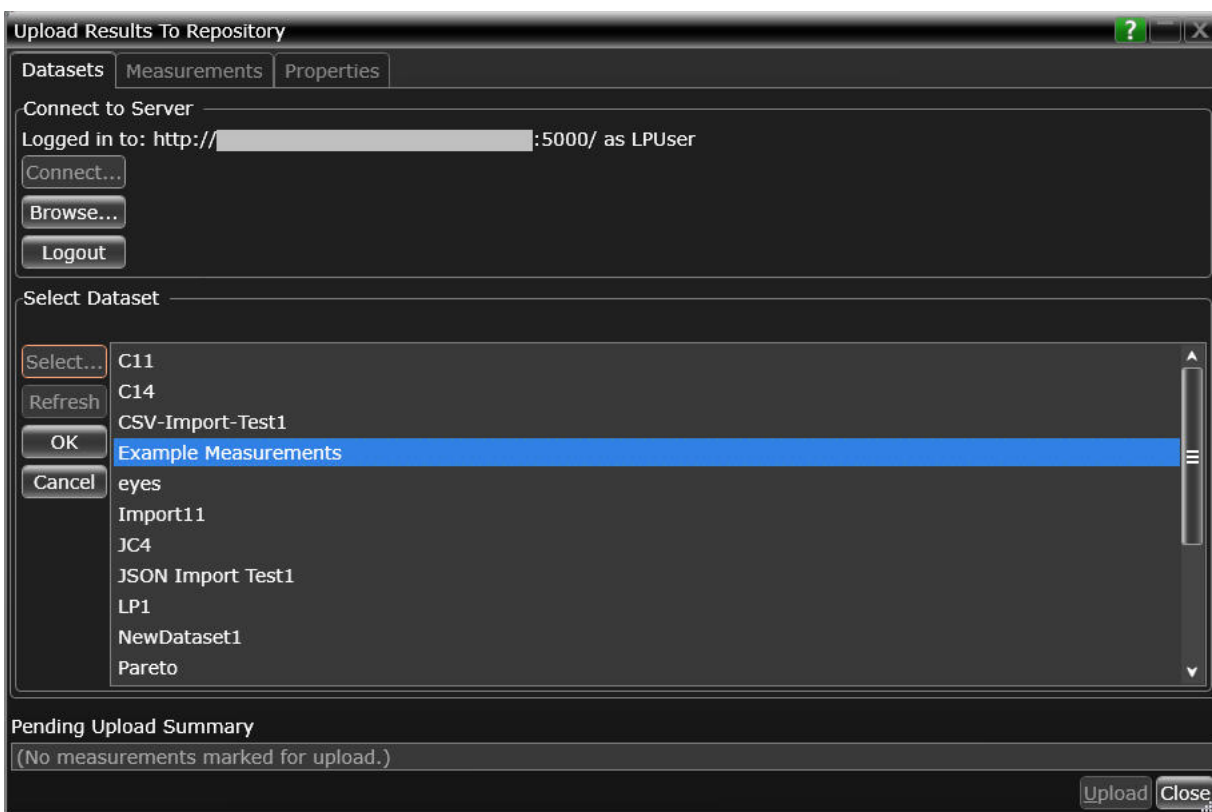 Upload Results To Repository ? X
Datasets Measurements Properties
Connect to Server
Logged in to: http:// :5000/ as LPUser
Connect...
Browse...
Logout
Select Dataset
Select...
Refresh
OK
Cancel
C11
C14
CSV-Import-Test1
Example Measurements
eyes
Import11
JC4
JSON Import Test1
LP1
NewDataset1
Pareto
Pending Upload Summary
(No measurements marked for upload.)
Upload Close